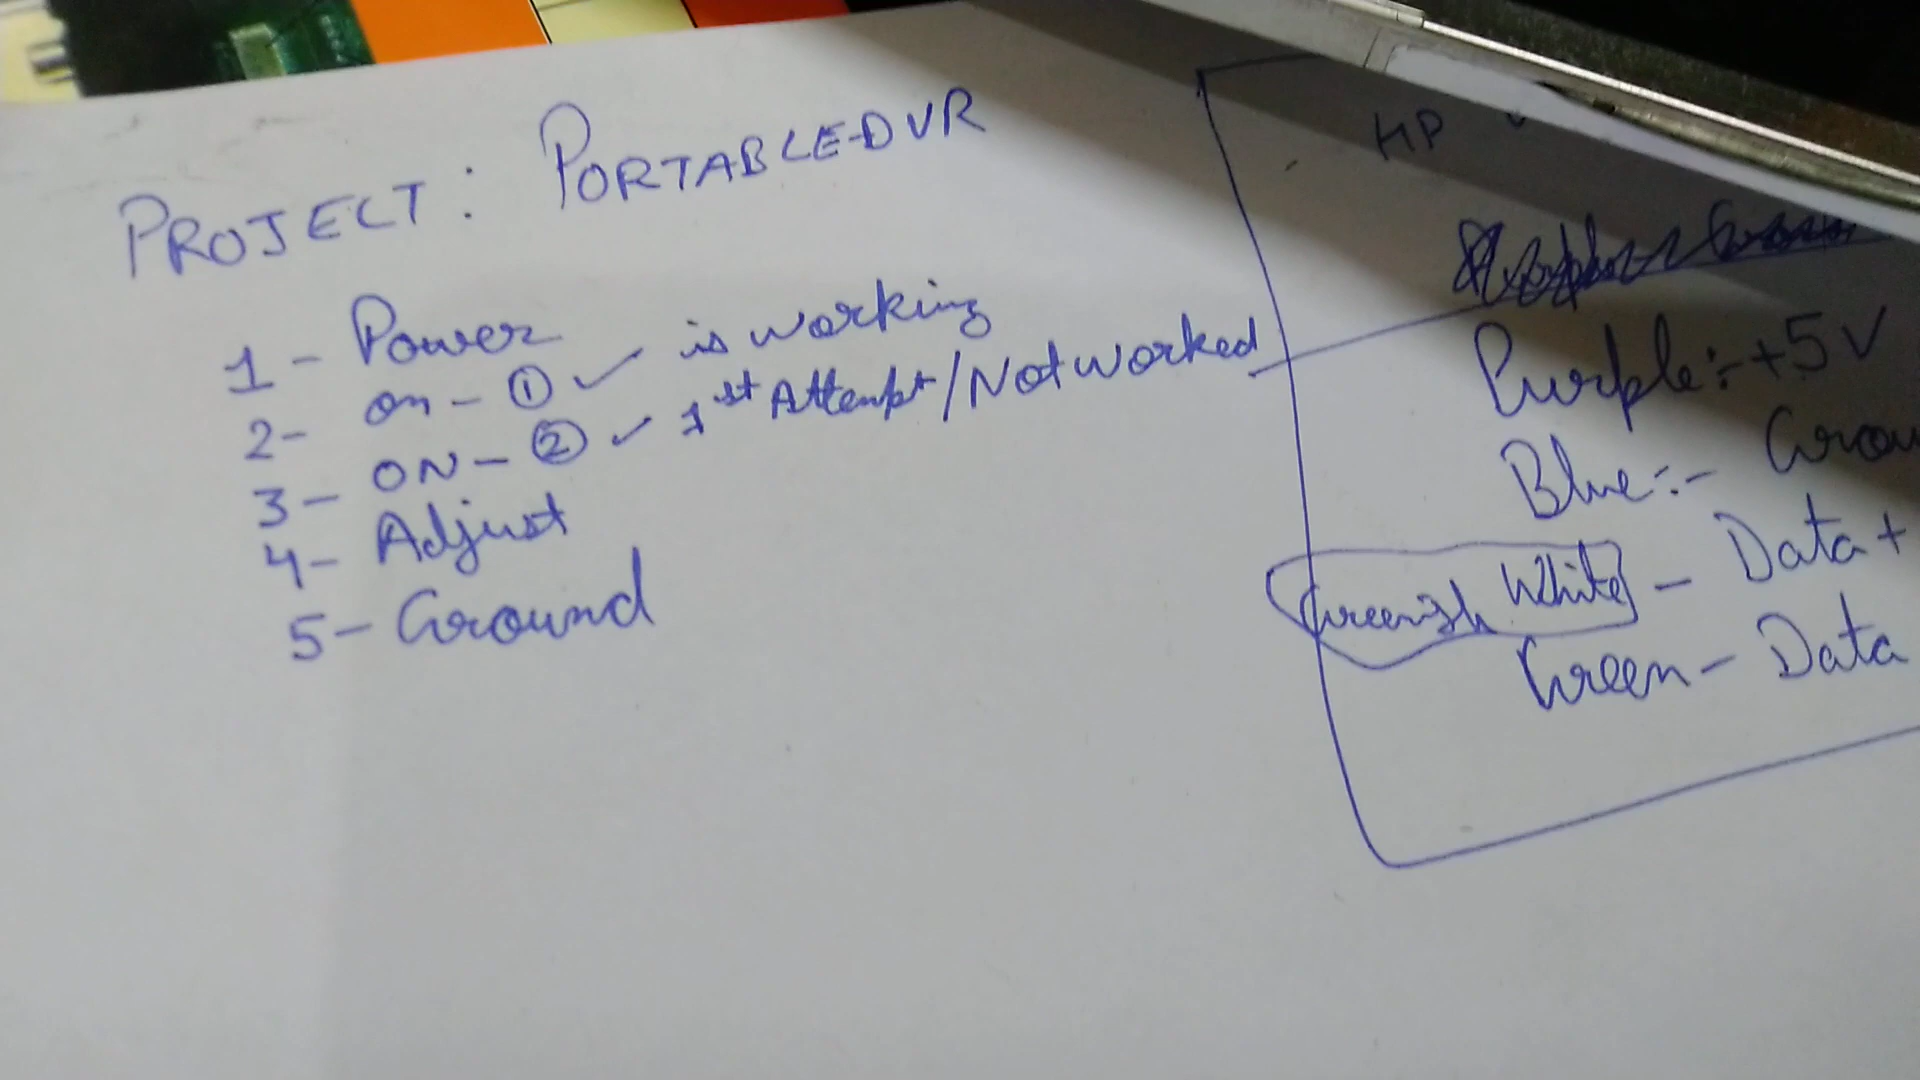 PROJECT: PORTABLE-DVR
1 - Power
2- on - ① ✓ is working
3 - ON - ② ✓ 1st Attempt/Not worked
4- Adjust
5- Ground
HP
Purple:- +5V
Blue:-
Greenish White - Data +
Green - Data